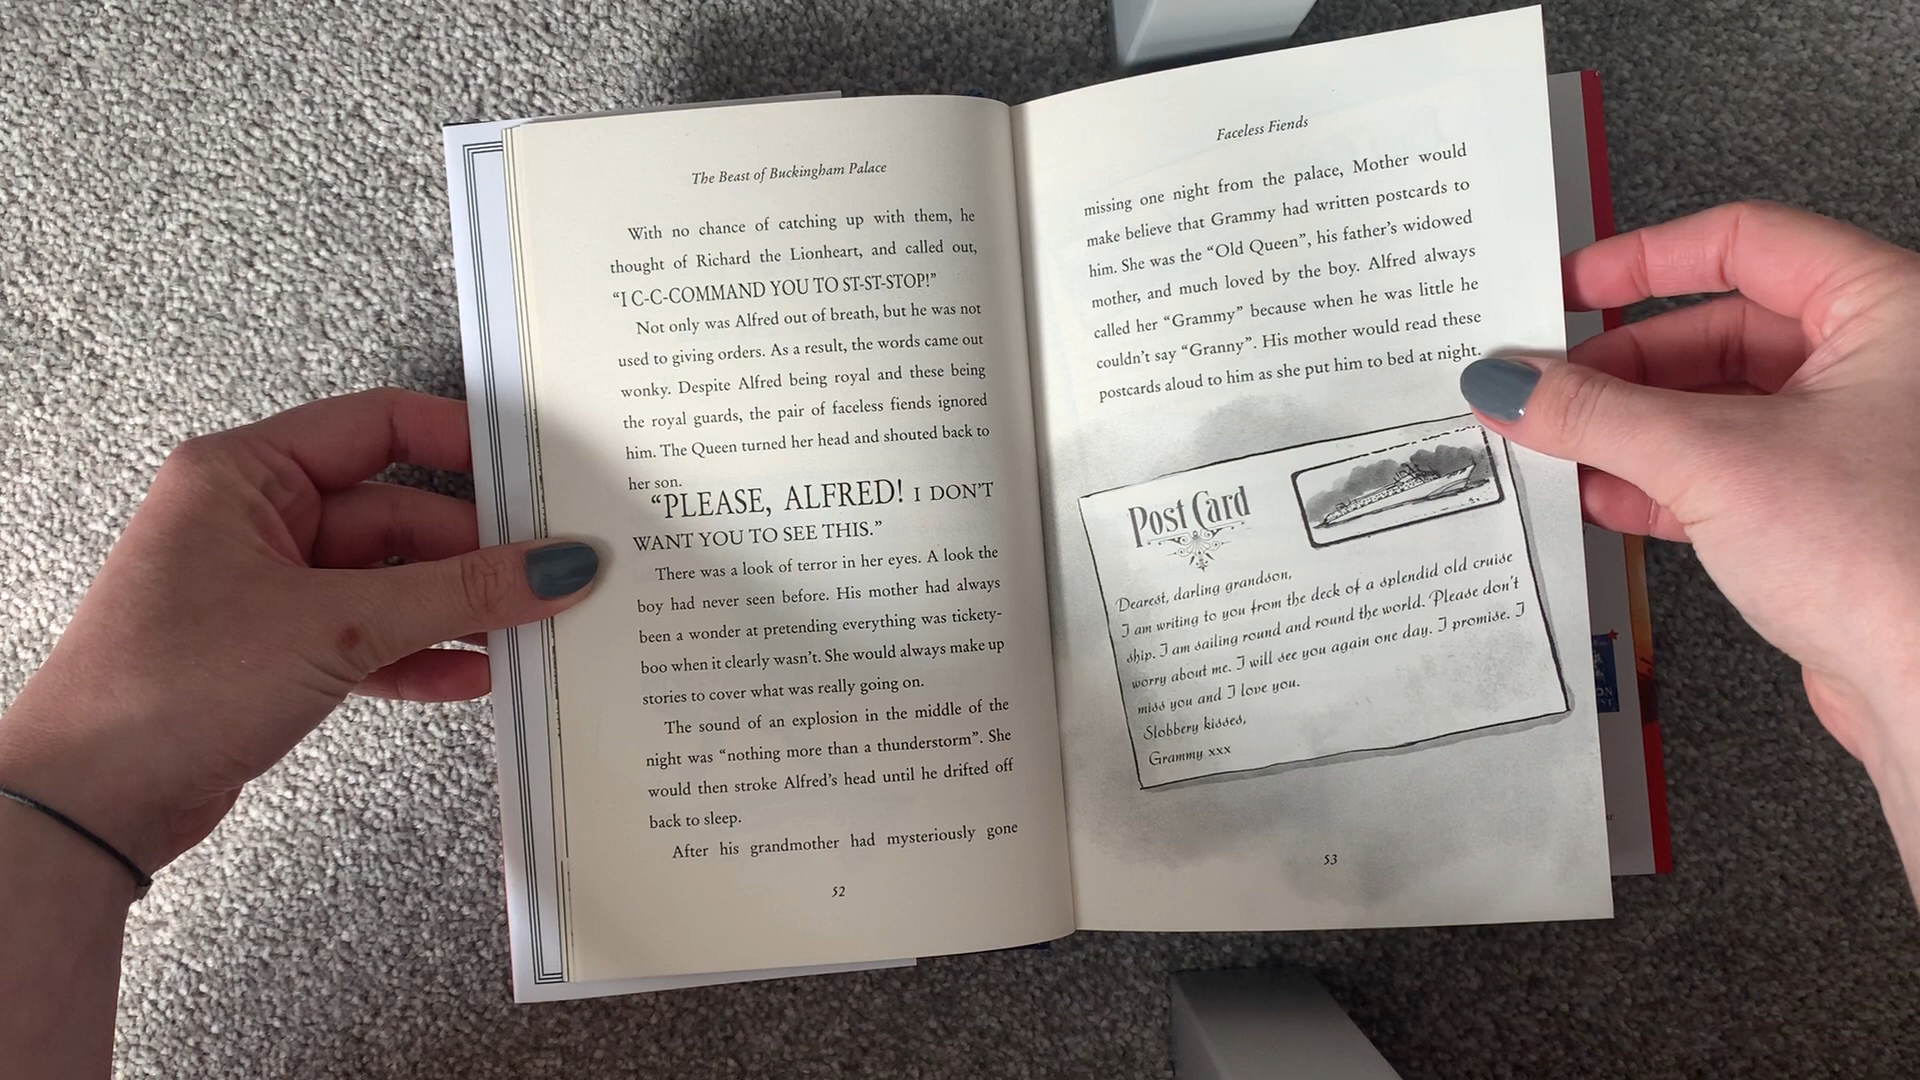 The Beast of Buckingham Palace
With no chance of catching up with them, he
thought of Richard the Lionheart, and called out,
“I C-C-COMMAND YOU TO ST-ST-STOP!”
Not only was Alfred out of breath, but he was not
used to giving orders. As a result, the words came out
wonky. Despite Alfred being royal and these being
the royal guards, the pair of faceless fiends ignored
him. The Queen turned her head and shouted back to
her son.
“PLEASE, ALFRED! I DON’T
WANT YOU TO SEE THIS.”
There was a look of terror in her eyes. A look the
boy had never seen before. His mother had always
been a wonder at pretending everything was tickety-
boo when it clearly wasn’t. She would always make up
stories to cover what was really going on.
The sound of an explosion in the middle of the
night was “nothing more than a thunderstorm”. She
would then stroke Alfred’s head until he drifted off
back to sleep.
After his grandmother had mysteriously gone
52
Faceless Fiends
missing one night from the palace, Mother would
make believe that Grammy had written postcards to
him. She was the “Old Queen”, his father’s widowed
mother, and much loved by the boy. Alfred always
called her “Grammy” because when he was little he
couldn’t say “Granny”. His mother would read these
postcards aloud to him as she put him to bed at night.
Post Card
Dearest, darling grandson,
I am writing to you from the deck of a splendid old cruise
ship. I am sailing round and round the world. Please don’t
worry about me. I will see you again one day. I promise. I
miss you and I love you.
Slobbery kisses,
Grammy xxx
53